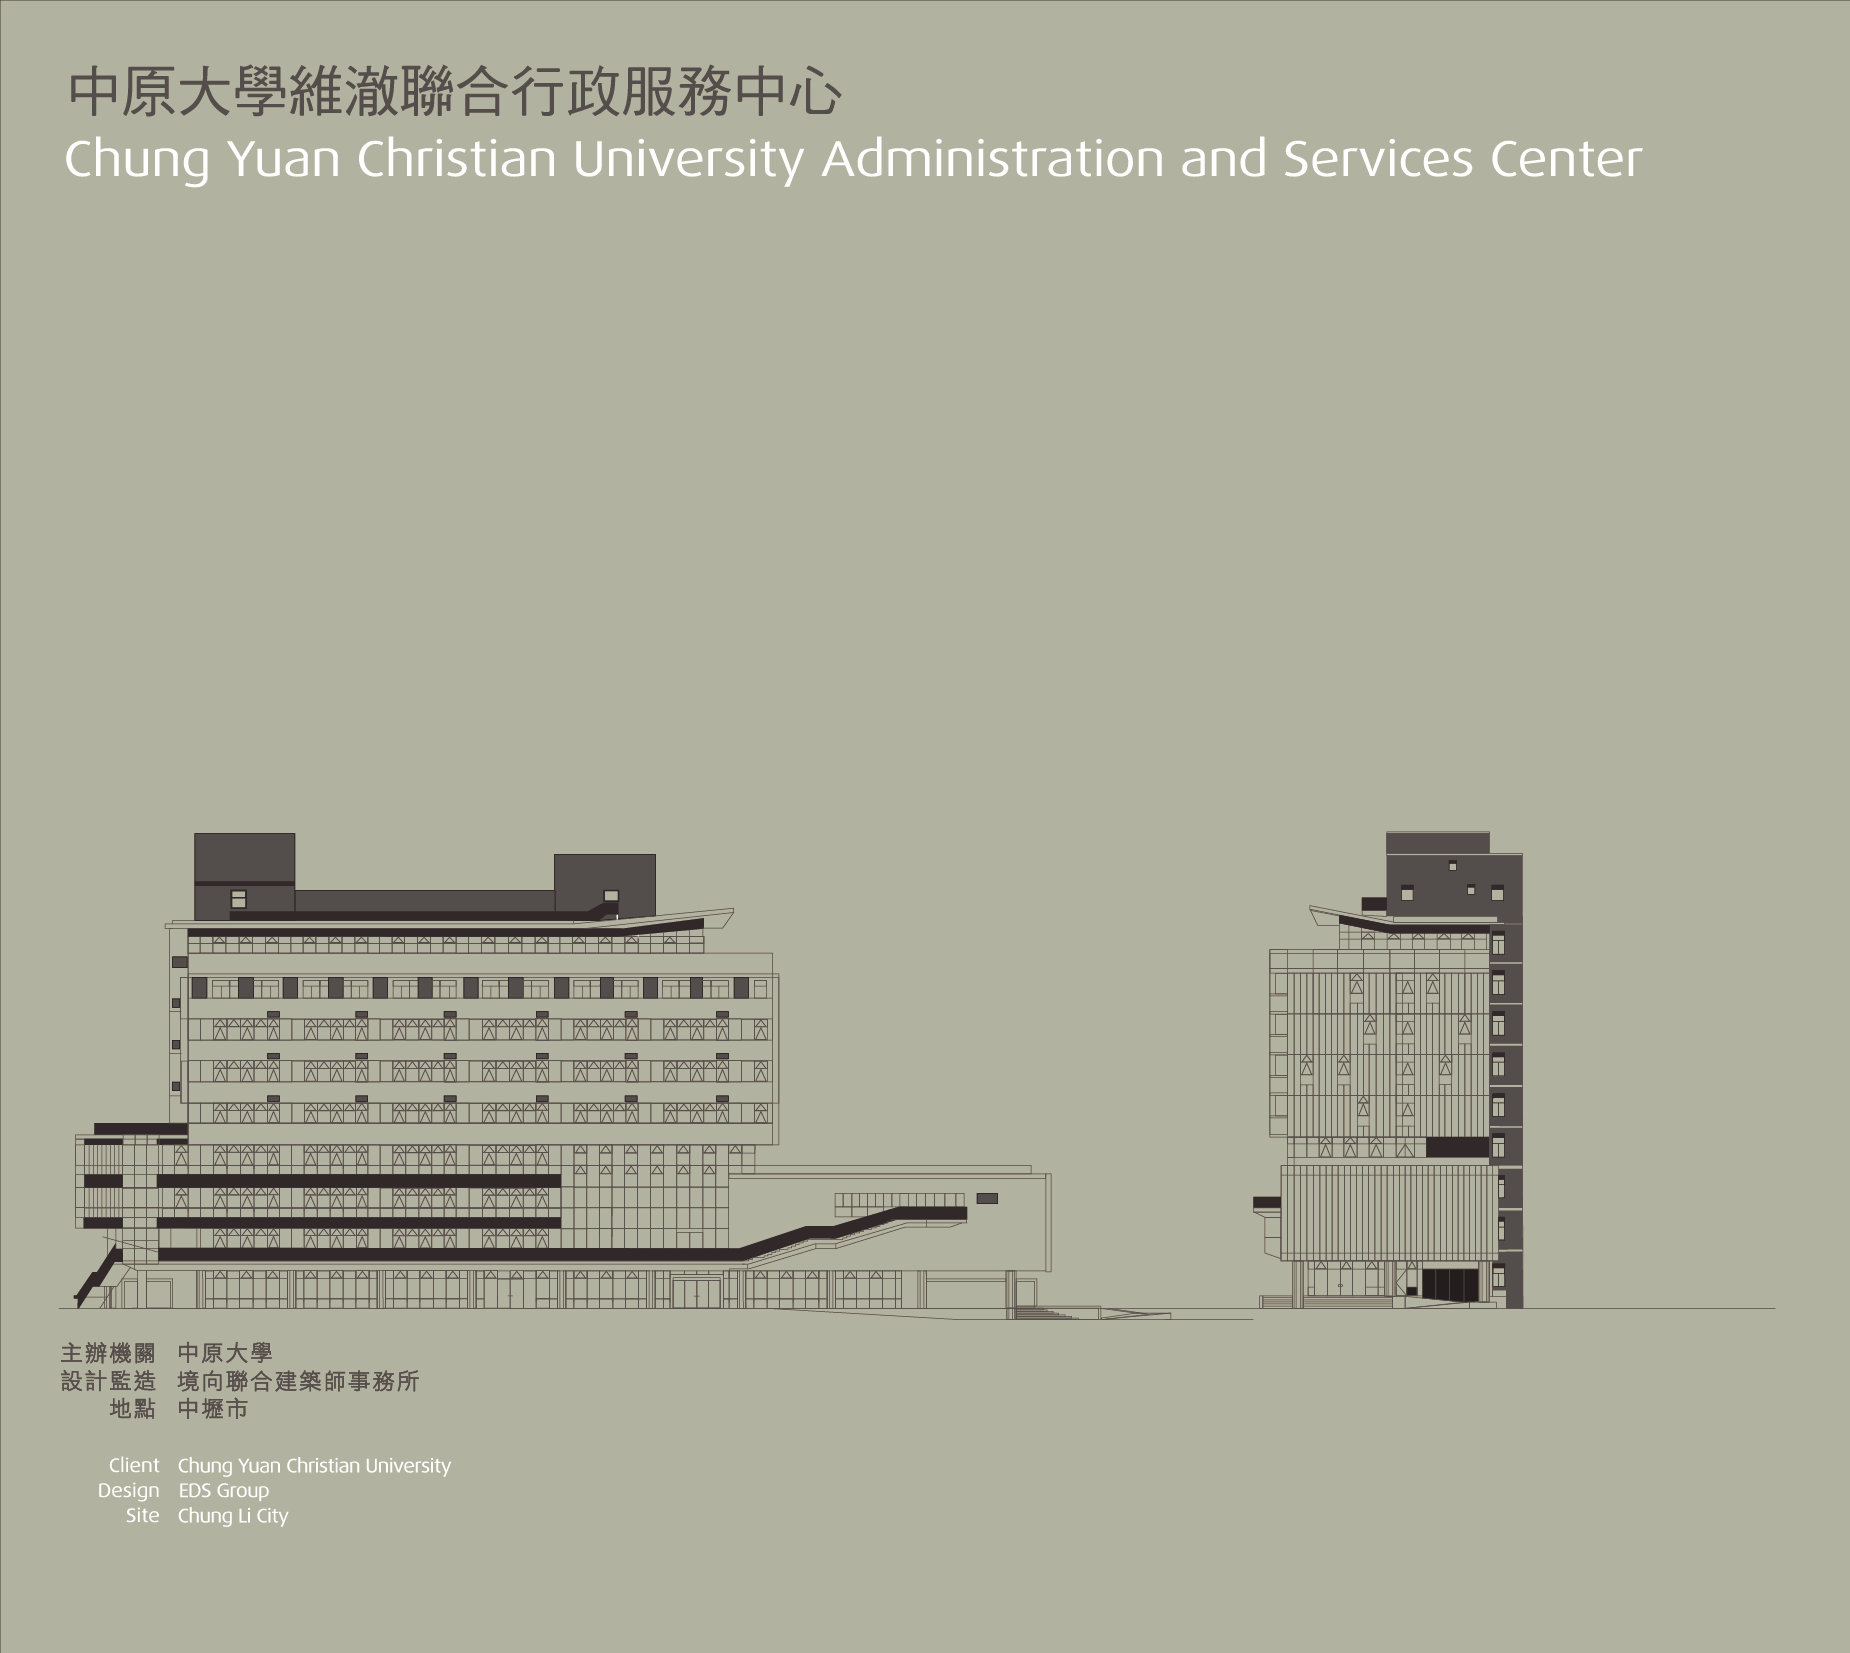 中原大學維澈聯合行政服務中心
Chung Yuan Christian University Administration and Services Center
主辦機關 中原大學
設計監造 境向聯合建築師事務所
地點 中壢市
Client Chung Yuan Christian University
Design EDS Group
Site Chung Li City